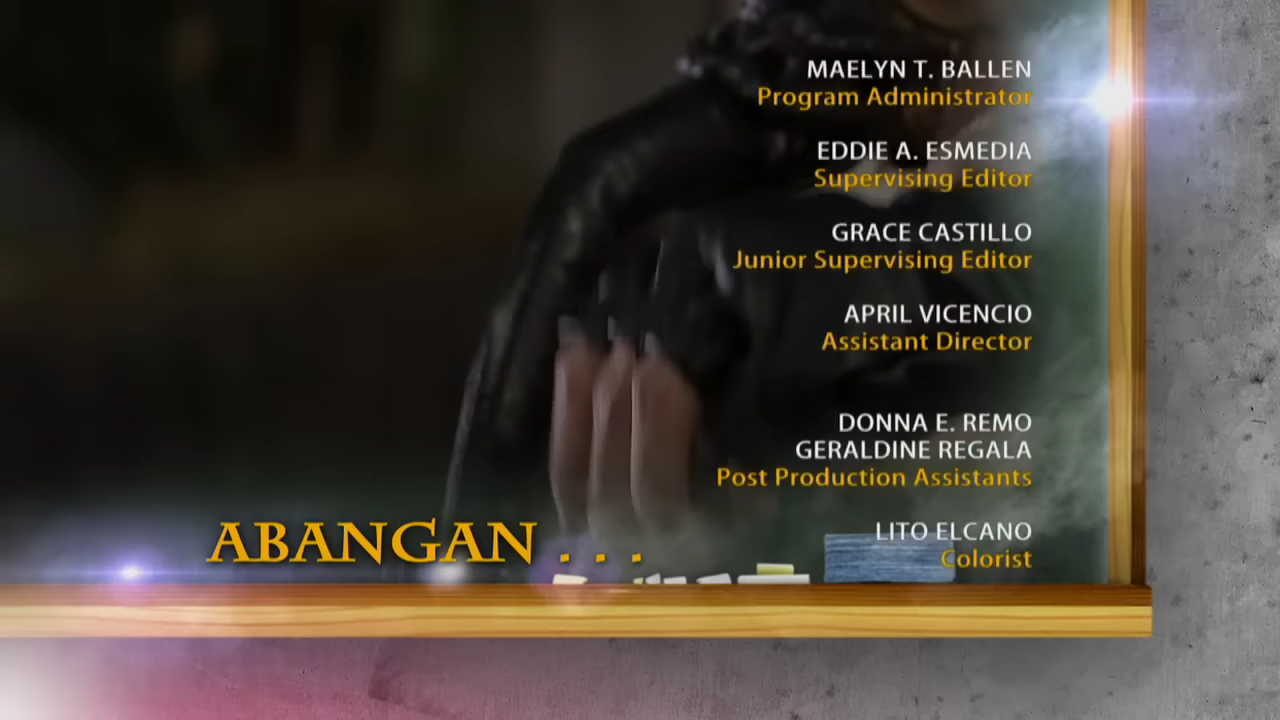 MAELYN T. BALLEN
Program Administrator
EDDIE A. ESMEDIA
Supervising Editor
GRACE CASTILLO
Junior Supervising Editor
APRIL VICENCIO
Assistant Director
DONNA E. REMO
GERALDINE REGALA
Post Production Assistants
LITO ELCANO
Colorist
ABANGAN . . .